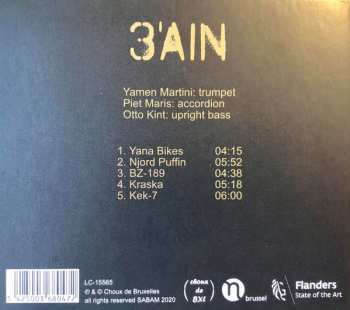 3'AIN
Yamen Martini: trumpet
Piet Maris: accordion
Otto Kint: upright bass
1. Yana Bikes 04:15
2. Njord Puffin 05:52
3. BZ-189 04:38
4. Kraska 05:18
5. Kek-7 06:00
LC-15565
℗ & © Choux de Bruxelles
all rights reserved SABAM 2020
choux de BXL
n brussel
Flanders
State of the Art